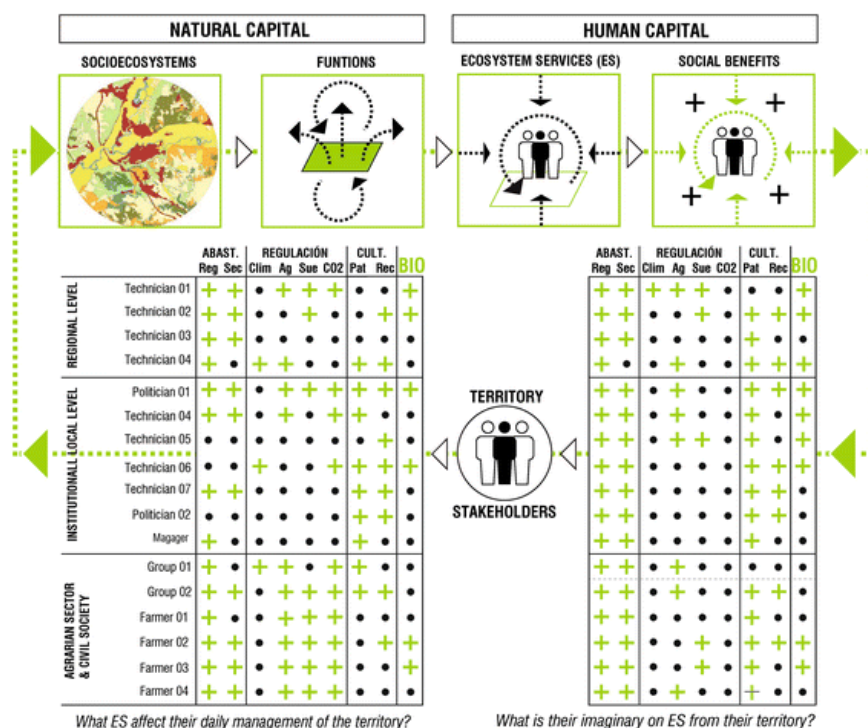 NATURAL CAPITAL
HUMAN CAPITAL
SOCIOECOSYSTEMS
FUNTIONS
ECOSYSTEM SERVICES (ES)
SOCIAL BENEFITS
ABAST. REGULACIÓN CULT. BIO
Reg Sec Clim Ag Sue CO2 Pat Rec
REGIONAL LEVEL
Technician 01
Technician 02
Technician 03
Technician 04
INSTITUTIONALL LOCAL LEVEL
Politician 01
Technician 04
Technician 05
Technician 06
Technician 07
Politician 02
Magager
AGRARIAN SECTOR
& CIVIL SOCIETY
Group 01
Group 02
Farmer 01
Farmer 02
Farmer 03
Farmer 04
What ES affect their daily management of the territory?
TERRITORY
STAKEHOLDERS
ABAST. REGULACIÓN CULT. BIO
Reg Sec Clim Ag Sue CO2 Pat Rec
What is their imaginary on ES from their territory?